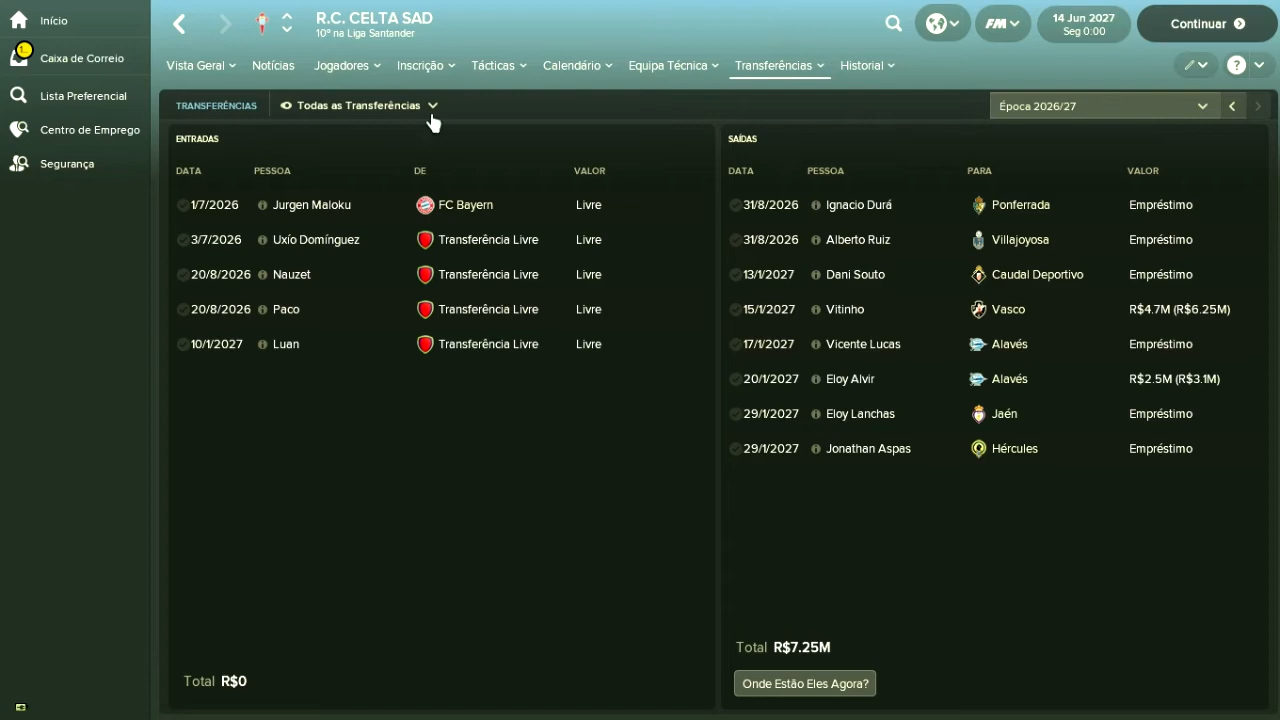 Início
Caixa de Correio
Lista Preferencial
Centro de Emprego
Segurança
R.C. CELTA SAD
10º na Liga Santander
FM
14 Jun 2027
Seg 0:00
Continuar
Vista Geral
Notícias
Jogadores
Inscrição
Tácticas
Calendário
Equipa Técnica
Transferências
Historial
?
TRANSFERÊNCIAS
Todas as Transferências
Época 2026/27
ENTRADAS
DATA PESSOA DE VALOR
1/7/2026 Jurgen Maloku FC Bayern Livre
3/7/2026 Uxío Domínguez Transferência Livre Livre
20/8/2026 Nauzet Transferência Livre Livre
20/8/2026 Paco Transferência Livre Livre
10/1/2027 Luan Transferência Livre Livre
Total R$0
SAÍDAS
DATA PESSOA PARA VALOR
31/8/2026 Ignacio Durá Ponferrada Empréstimo
31/8/2026 Alberto Ruiz Villajoyosa Empréstimo
13/1/2027 Dani Souto Caudal Deportivo Empréstimo
15/1/2027 Vitinho Vasco R$4.7M (R$6.25M)
17/1/2027 Vicente Lucas Alavés Empréstimo
20/1/2027 Eloy Alvir Alavés R$2.5M (R$3.1M)
29/1/2027 Eloy Lanchas Jaén Empréstimo
29/1/2027 Jonathan Aspas Hércules Empréstimo
Total R$7.25M
Onde Estão Eles Agora?